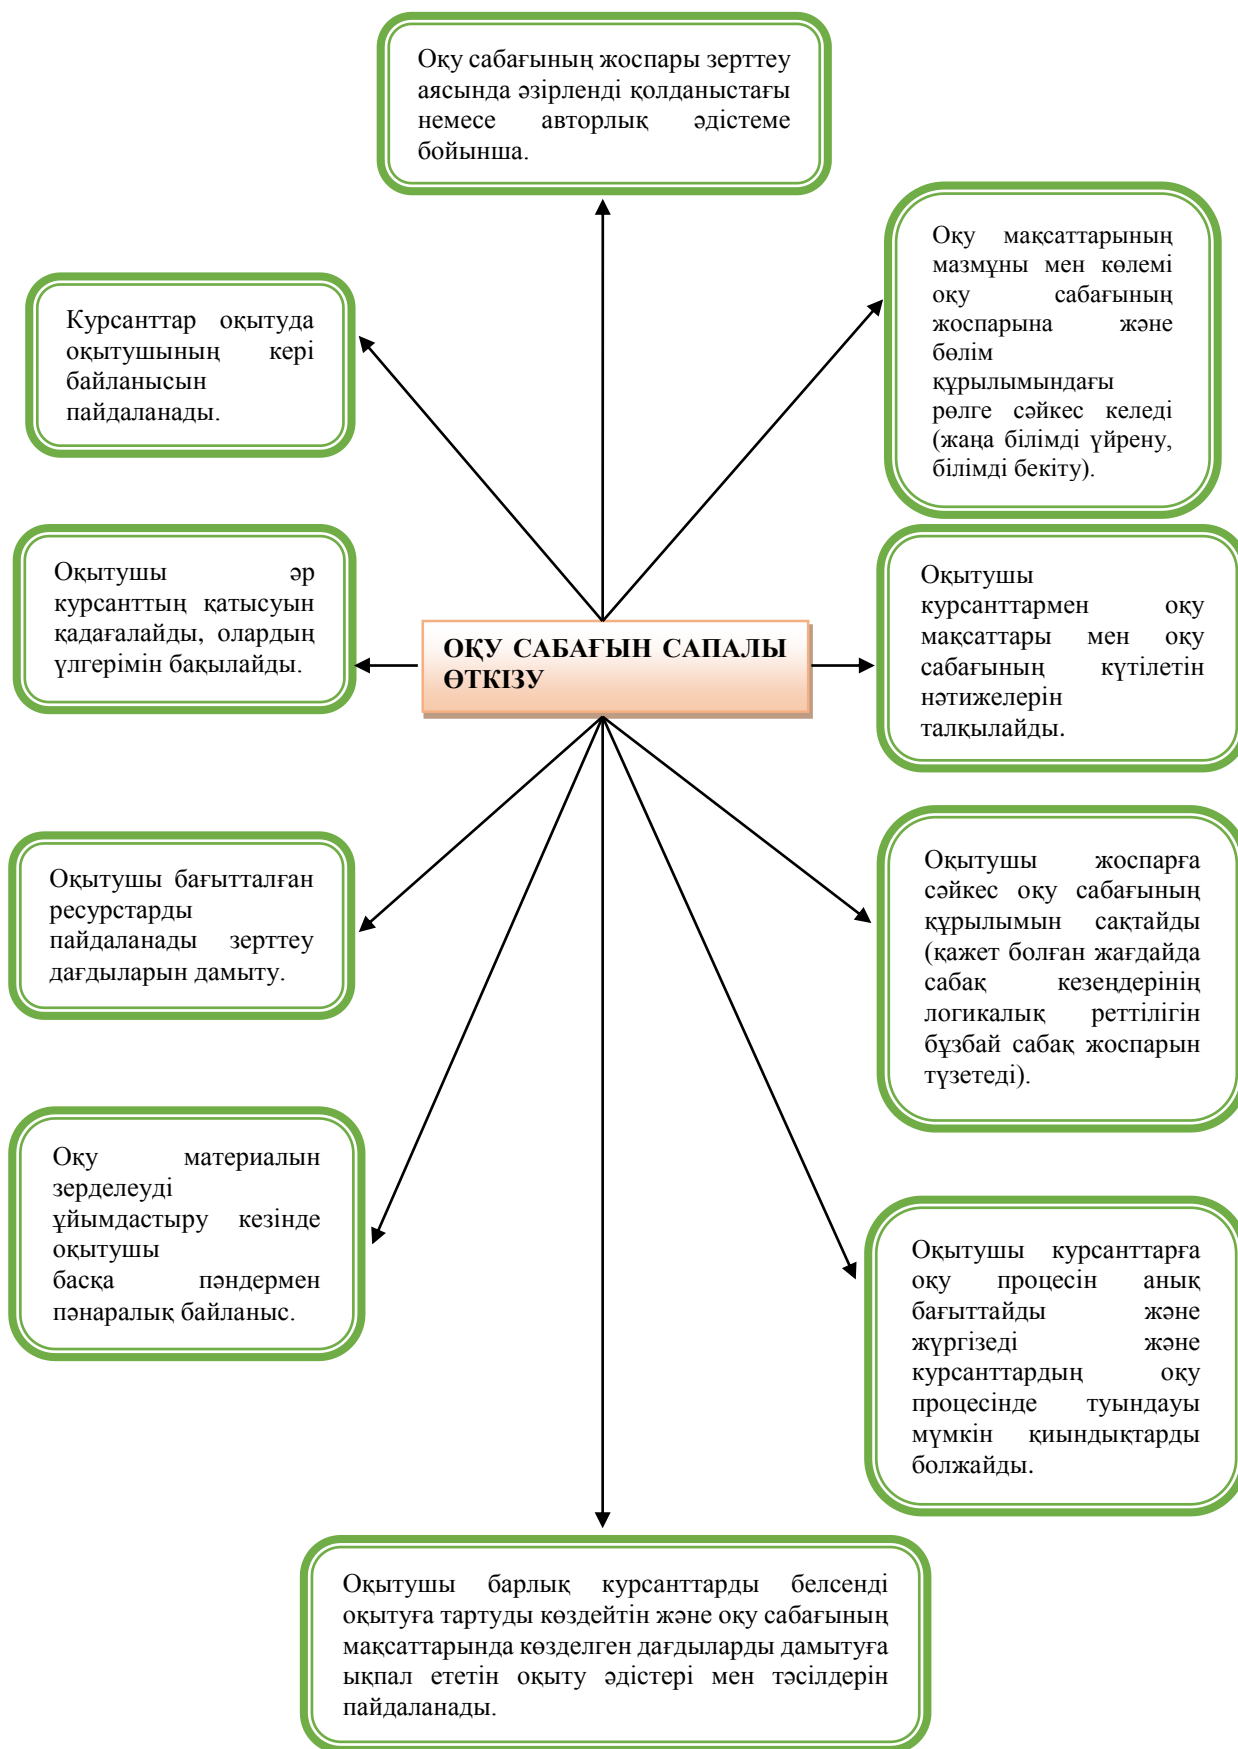 Оқу сабағының жоспары зерттеу
аясында әзірленді қолданыстағы
немесе авторлық әдістеме
бойынша.
Оқу мақсаттарының
мазмұны мен көлемі
оқу сабағының
жоспарына және
бөлім
құрылымындағы
рөлге сәйкес келеді
(жаңа білімді үйрену,
білімді бекіту).
Курсанттар оқытуда
оқытушының кері
байланысын
пайдаланады.
Оқытушы әр
курсанттың қатысуын
қадағалайды, олардың
үлгерімін бақылайды.
ОҚУ САБАҒЫН САПАЛЫ
ӨТКІЗУ
Оқытушы
курсанттармен оқу
мақсаттары мен оқу
сабағының күтілетін
нәтижелерін
талқылайды.
Оқытушы бағытталған
ресурстарды
пайдаланады зерттеу
дағдыларын дамыту.
Оқытушы жоспарға
сәйкес оқу сабағының
құрылымын сақтайды
(қажет болған жағдайда
сабақ кезеңдерінің
логикалық реттілігін
бұзбай сабақ жоспарын
түзетеді).
Оқу материалын
зерделеуді
ұйымдастыру кезінде
оқытушы
басқа пәндермен
пәнаралық байланыс.
Оқытушы курсанттарға
оқу процесін анық
бағыттайды және
жүргізеді және
курсанттардың оқу
процесінде туындауы
мүмкін қиындықтарды
болжайды.
Оқытушы барлық курсанттарды белсенді
оқытуға тартуды көздейтін және оқу сабағының
мақсаттарында көзделген дағдыларды дамытуға
ықпал ететін оқыту әдістері мен тәсілдерін
пайдаланады.